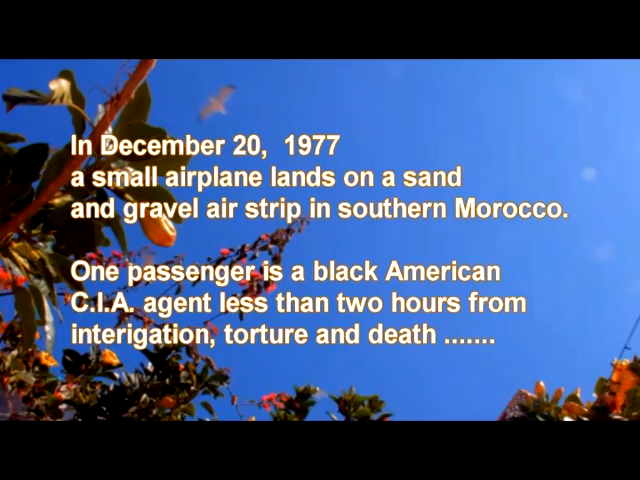 In December 20, 1977
a small airplane lands on a sand
and gravel air strip in southern Morocco.
One passenger is a black American
C.I.A. agent less than two hours from
interigation, torture and death .......